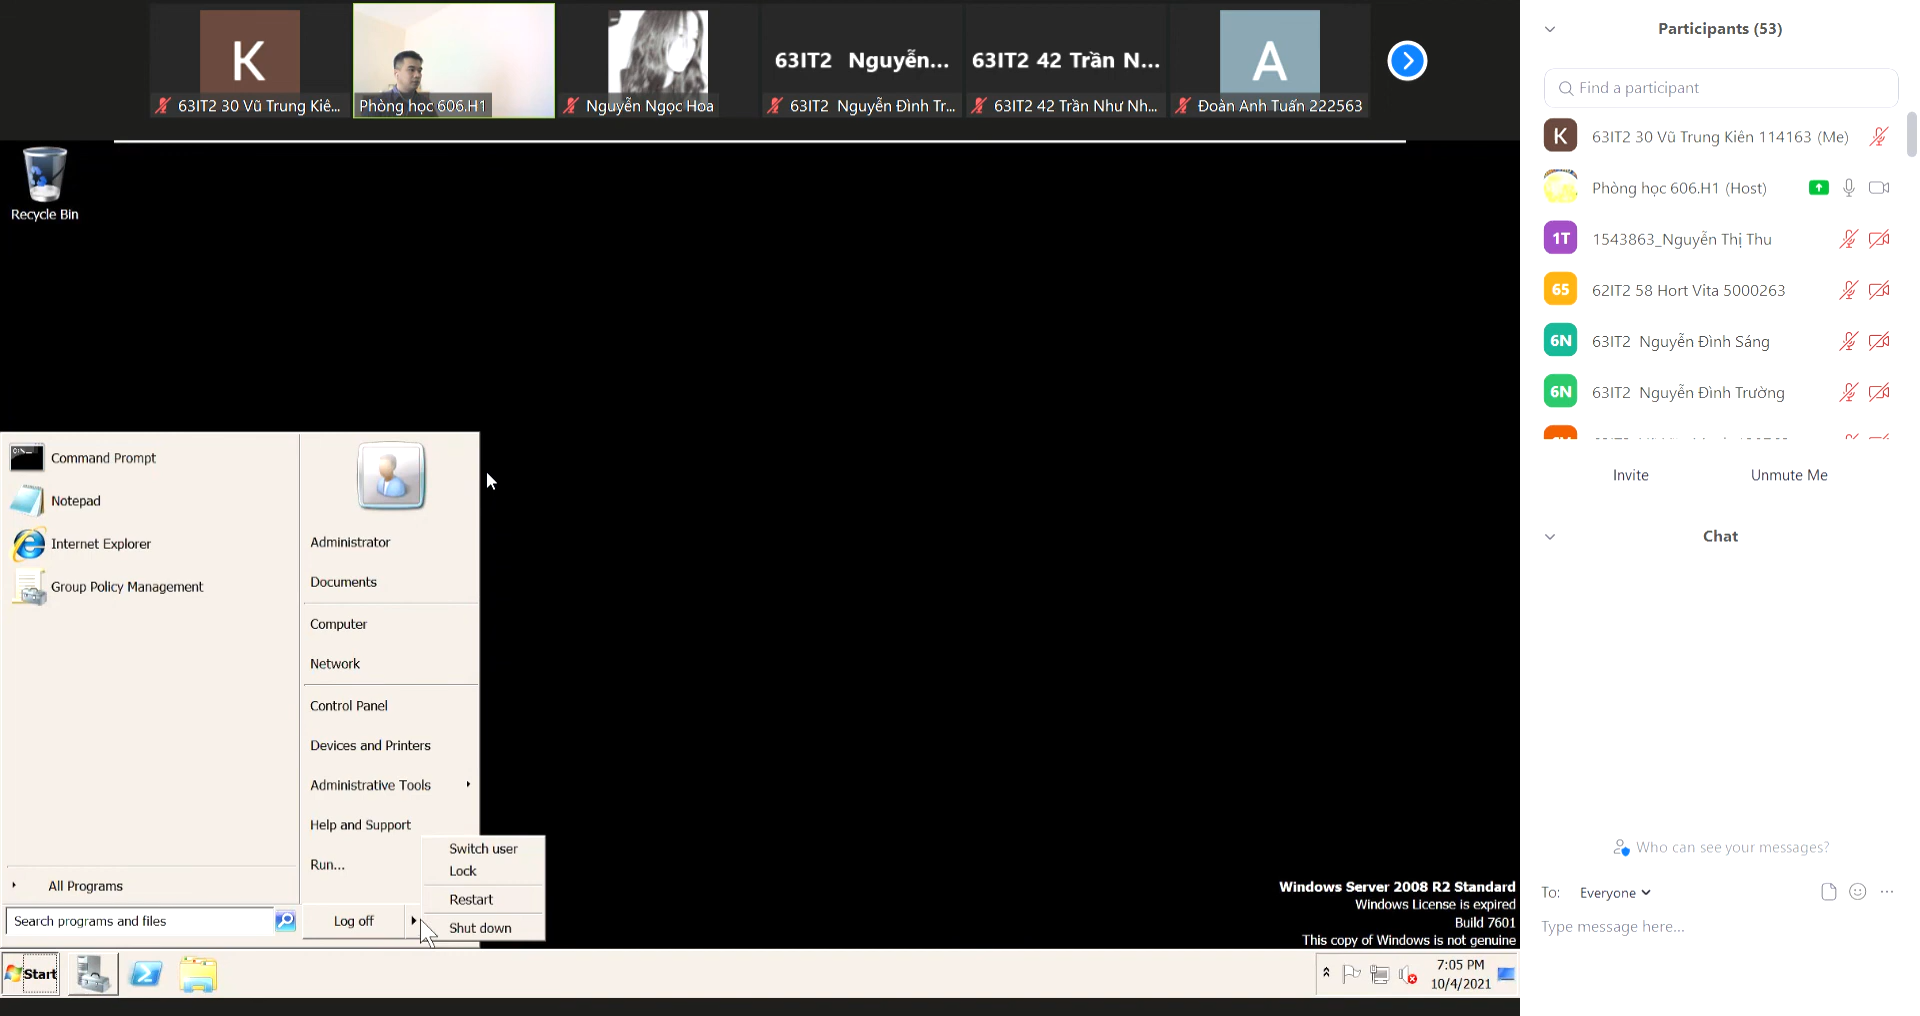 K
63IT2 30 Vũ Trung Kiê...
Phòng học 606.H1
Nguyễn Ngọc Hoa
63IT2 Nguyễn...
63IT2 Nguyễn Đình Tr...
63IT2 42 Trần N...
63IT2 42 Trần Như Nh...
A
Đoàn Anh Tuấn 222563
Recycle Bin
Command Prompt
Notepad
Internet Explorer
Group Policy Management
All Programs
Search programs and files
Administrator
Documents
Computer
Network
Control Panel
Devices and Printers
Administrative Tools
Help and Support
Run...
Log off
Switch user
Lock
Restart
Shut down
Windows Server 2008 R2 Standard
Windows License is expired
Build 7601
This copy of Windows is not genuine
Start
7:05 PM
10/4/2021
Participants (53)
Find a participant
K 63IT2 30 Vũ Trung Kiên 114163 (Me)
Phòng học 606.H1 (Host)
1T 1543863_Nguyễn Thị Thu
65 62IT2 58 Hort Vita 5000263
6N 63IT2 Nguyễn Đình Sáng
6N 63IT2 Nguyễn Đình Trường
Invite
Unmute Me
Chat
Who can see your messages?
To: Everyone
Type message here...